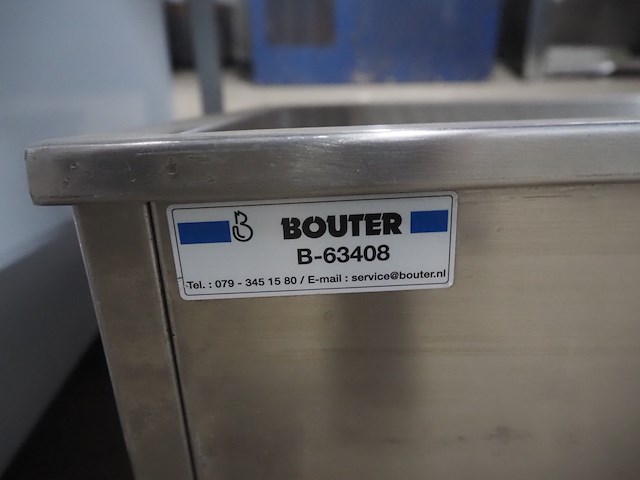 BOUTER
B-63408
Tel. : 079 - 345 15 80 / E-mail : service@bouter.nl